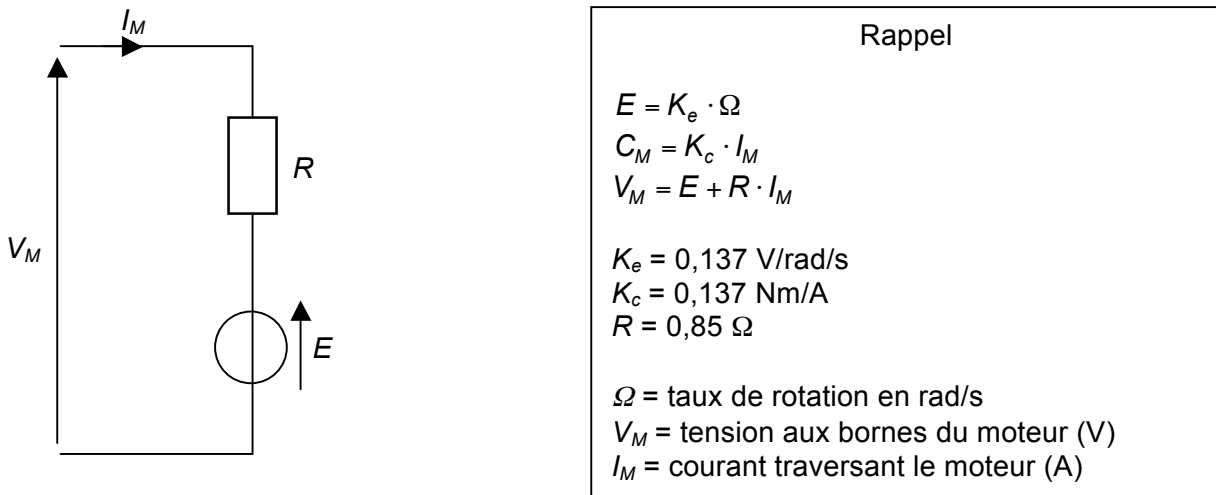 I_M
R
V_M
E
Rappel
E = K_e · Ω
C_M = K_c · I_M
V_M = E + R · I_M
K_e = 0,137 V/rad/s
K_c = 0,137 Nm/A
R = 0,85 Ω
Ω = taux de rotation en rad/s
V_M = tension aux bornes du moteur (V)
I_M = courant traversant le moteur (A)